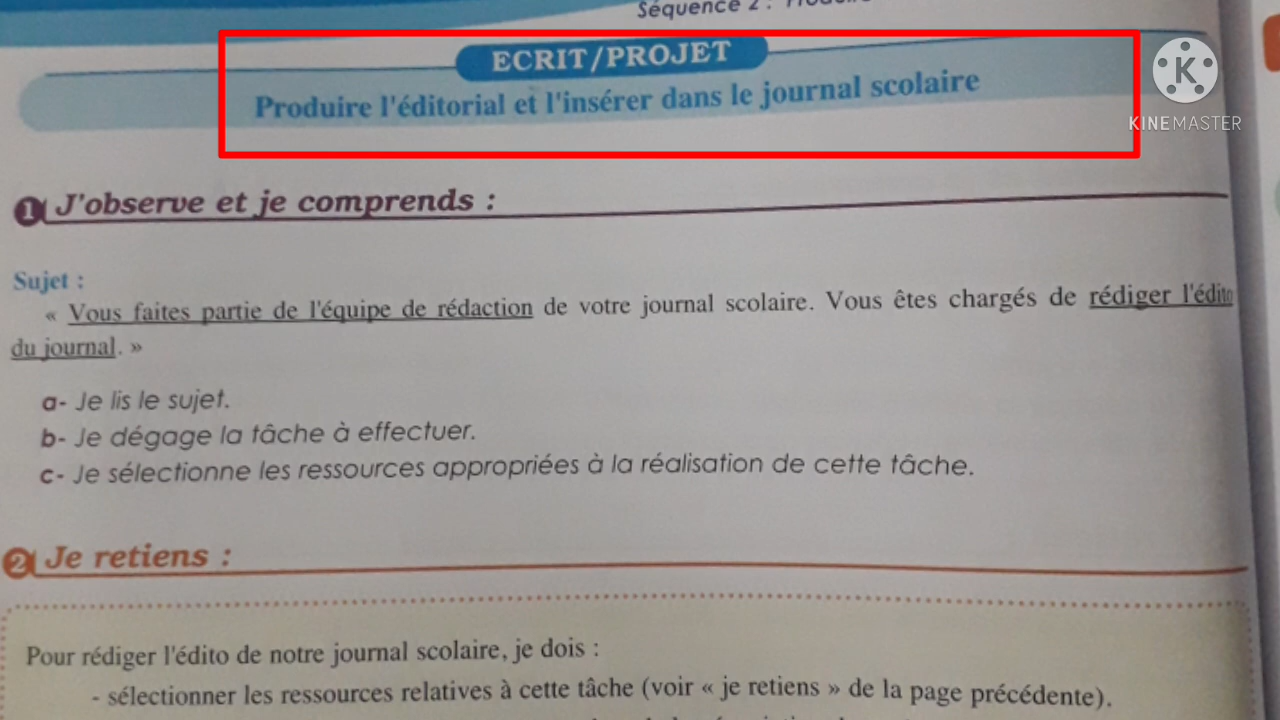 Séquence 2 :
ECRIT/PROJET
Produire l'éditorial et l'insérer dans le journal scolaire
KINEMASTER
1 J'observe et je comprends :
Sujet :
« Vous faites partie de l'équipe de rédaction de votre journal scolaire. Vous êtes chargés de rédiger l'édito
du journal. »
a- Je lis le sujet.
b- Je dégage la tâche à effectuer.
c- Je sélectionne les ressources appropriées à la réalisation de cette tâche.
2 Je retiens :
Pour rédiger l'édito de notre journal scolaire, je dois :
- sélectionner les ressources relatives à cette tâche (voir « je retiens » de la page précédente).